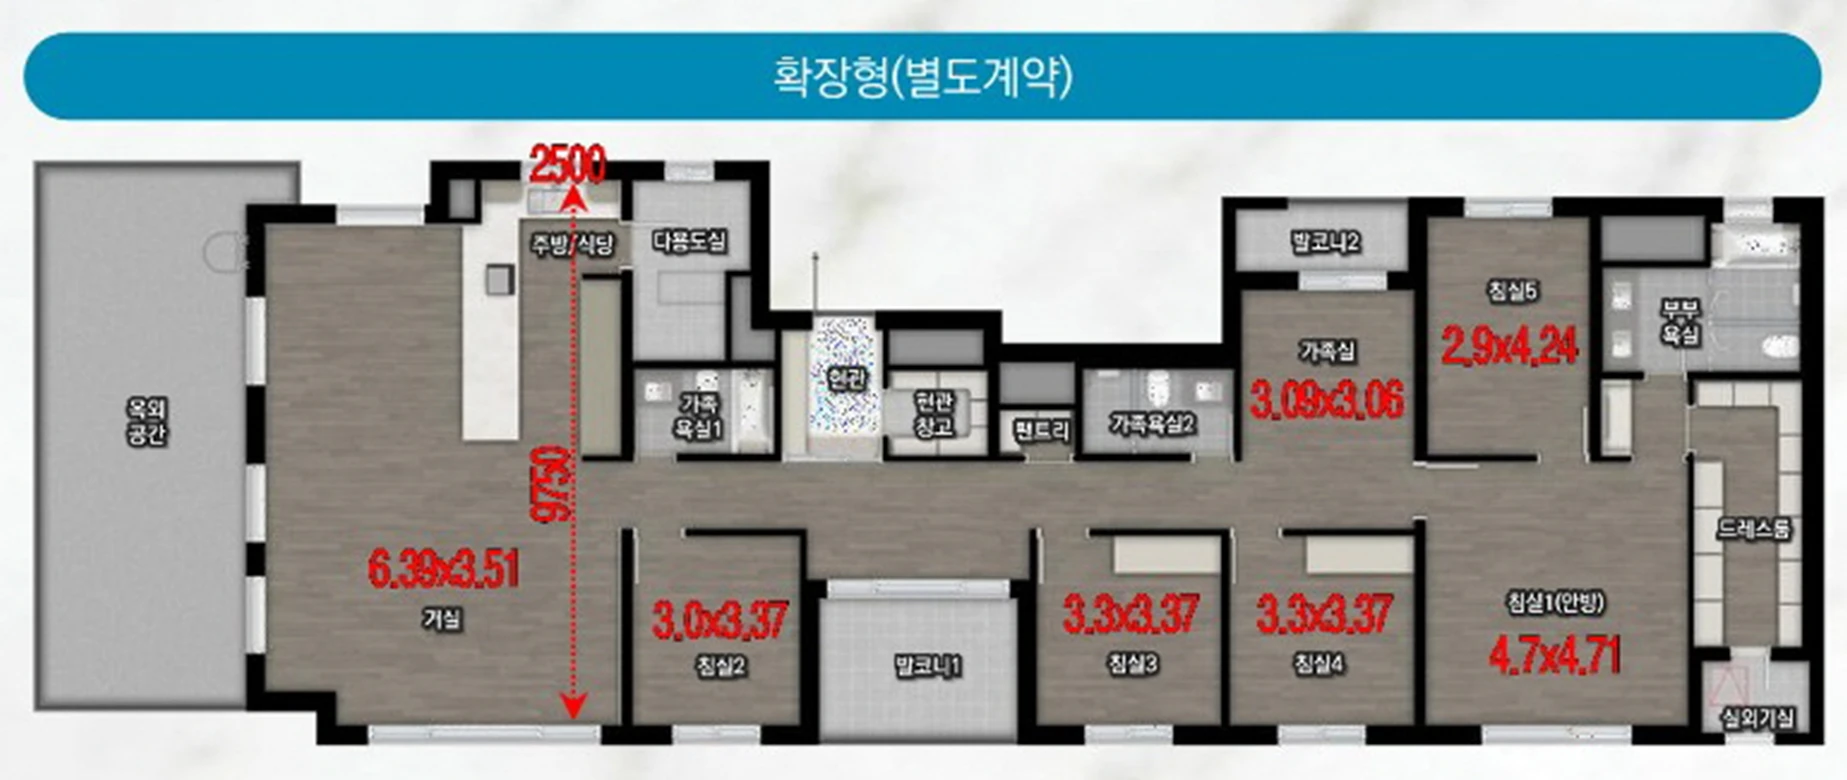 확장형(별도계약)
2500
주방/식당
다용도실
발코니2
침실5
2.9x4.24
부부
욕실
가족실
3.09x3.06
현관
옥외
공간
가족
욕실1
현관
창고
팬트리
가족욕실2
9750
드레스룸
6.39x3.51
거실
3.0x3.37
침실2
발코니1
3.3x3.37
침실3
3.3x3.37
침실4
침실1(안방)
4.7x4.71
실외기실